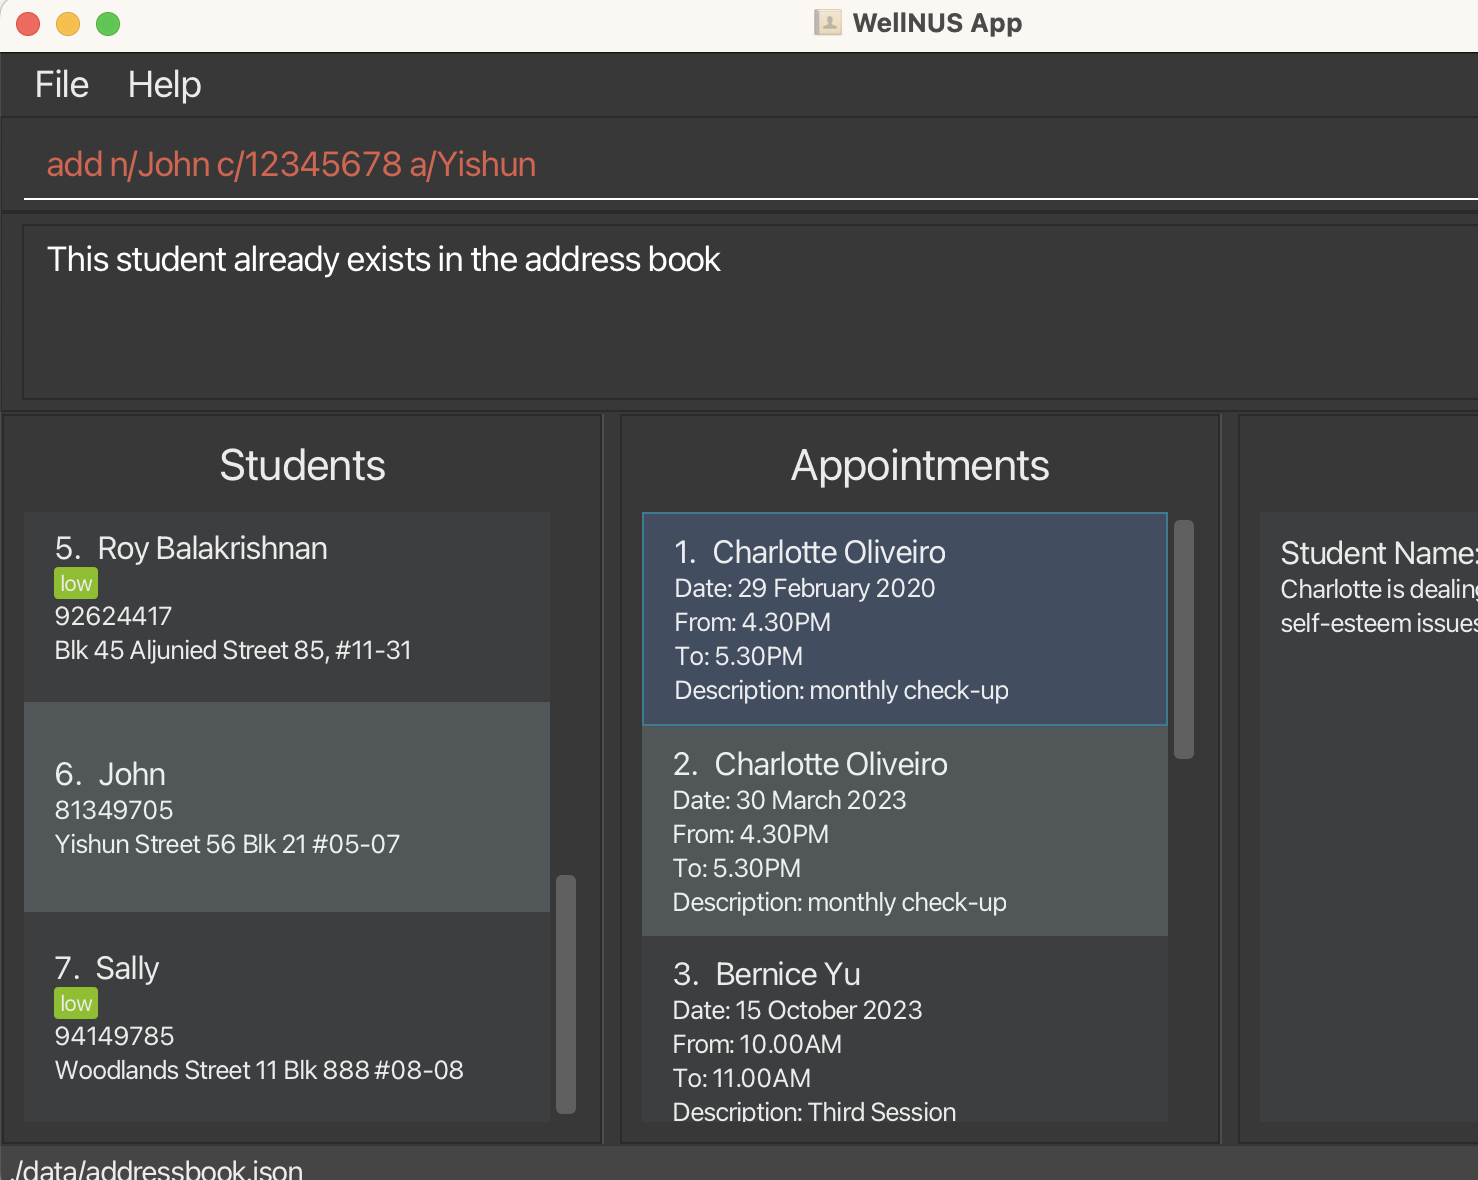 WellNUS App
File Help
add n/John c/12345678 a/Yishun
This student already exists in the address book
Students
5. Roy Balakrishnan
low
92624417
Blk 45 Aljunied Street 85, #11-31
6. John
81349705
Yishun Street 56 Blk 21 #05-07
7. Sally
low
94149785
Woodlands Street 11 Blk 888 #08-08
Appointments
1. Charlotte Oliveiro
Date: 29 February 2020
From: 4.30PM
To: 5.30PM
Description: monthly check-up
2. Charlotte Oliveiro
Date: 30 March 2023
From: 4.30PM
To: 5.30PM
Description: monthly check-up
3. Bernice Yu
Date: 15 October 2023
From: 10.00AM
To: 11.00AM
Description: Third Session
Student Name:
Charlotte is dealing
self-esteem issues
./data/addressbook.json